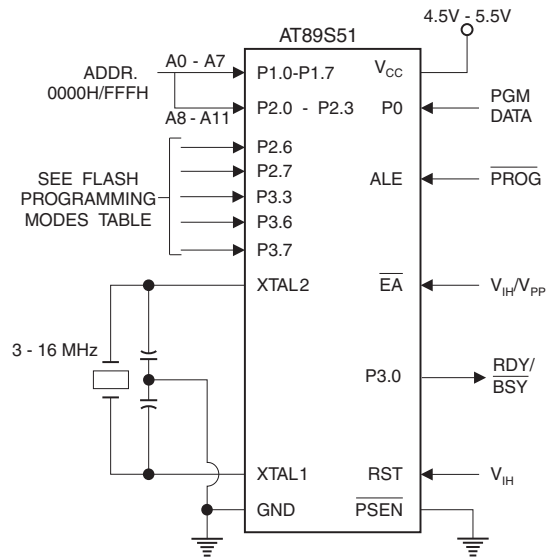 4.5V - 5.5V
AT89S51
ADDR.
0000H/FFFH
A0 - A7
P1.0-P1.7
VCC
A8 - A11
P2.0 - P2.3
P0
PGM
DATA
SEE FLASH
PROGRAMMING
MODES TABLE
P2.6
P2.7
P3.3
P3.6
P3.7
ALE
PROG
XTAL2
EA
VIH/VPP
3 - 16 MHz
P3.0
RDY/
BSY
XTAL1
RST
VIH
GND
PSEN